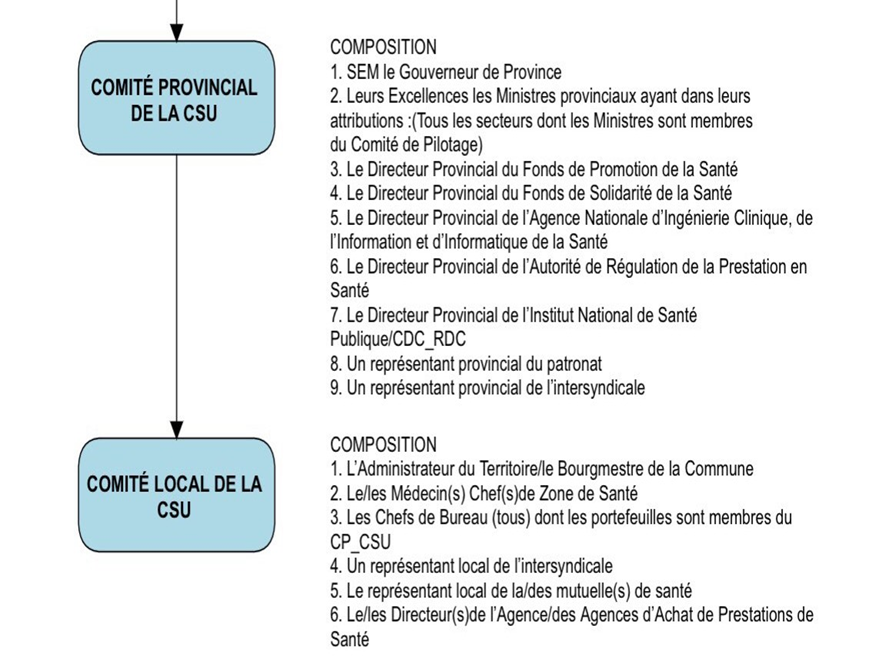 COMITÉ PROVINCIAL
DE LA CSU
COMPOSITION
1. SEM le Gouverneur de Province
2. Leurs Excellences les Ministres provinciaux ayant dans leurs
attributions :(Tous les secteurs dont les Ministres sont membres
du Comité de Pilotage)
3. Le Directeur Provincial du Fonds de Promotion de la Santé
4. Le Directeur Provincial du Fonds de Solidarité de la Santé
5. Le Directeur Provincial de l'Agence Nationale d'Ingénierie Clinique, de
l'Information et d'Informatique de la Santé
6. Le Directeur Provincial de l'Autorité de Régulation de la Prestation en
Santé
7. Le Directeur Provincial de l'Institut National de Santé
Publique/CDC_RDC
8. Un représentant provincial du patronat
9. Un représentant provincial de l'intersyndicale
COMITÉ LOCAL DE LA
CSU
COMPOSITION
1. L'Administrateur du Territoire/le Bourgmestre de la Commune
2. Le/les Médecin(s) Chef(s)de Zone de Santé
3. Les Chefs de Bureau (tous) dont les portefeuilles sont membres du
CP_CSU
4. Un représentant local de l'intersyndicale
5. Le représentant local de la/des mutuelle(s) de santé
6. Le/les Directeur(s)de l'Agence/des Agences d'Achat de Prestations de
Santé